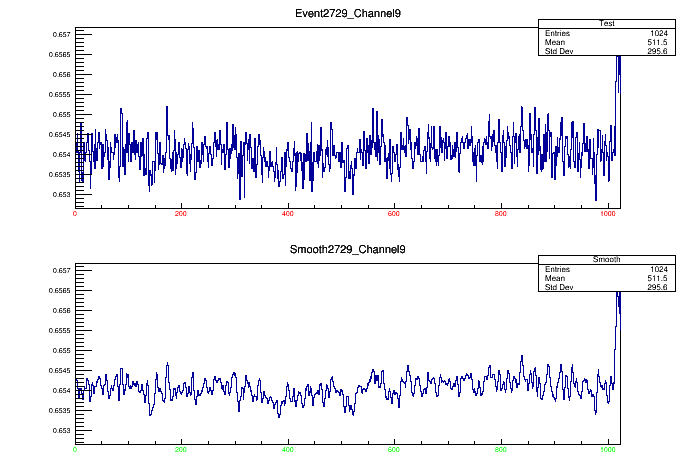 Event2729_Channel9
Test
Entries 1024
Mean 511.5
Std Dev 295.6
0.657
0.6565
0.656
0.6555
0.655
0.6545
0.654
0.6535
0.653
0 200 400 600 800 1000
Smooth2729_Channel9
Smooth
Entries 1024
Mean 511.5
Std Dev 295.6
0.657
0.6565
0.656
0.6555
0.655
0.6545
0.654
0.6535
0.653
0 200 400 600 800 1000